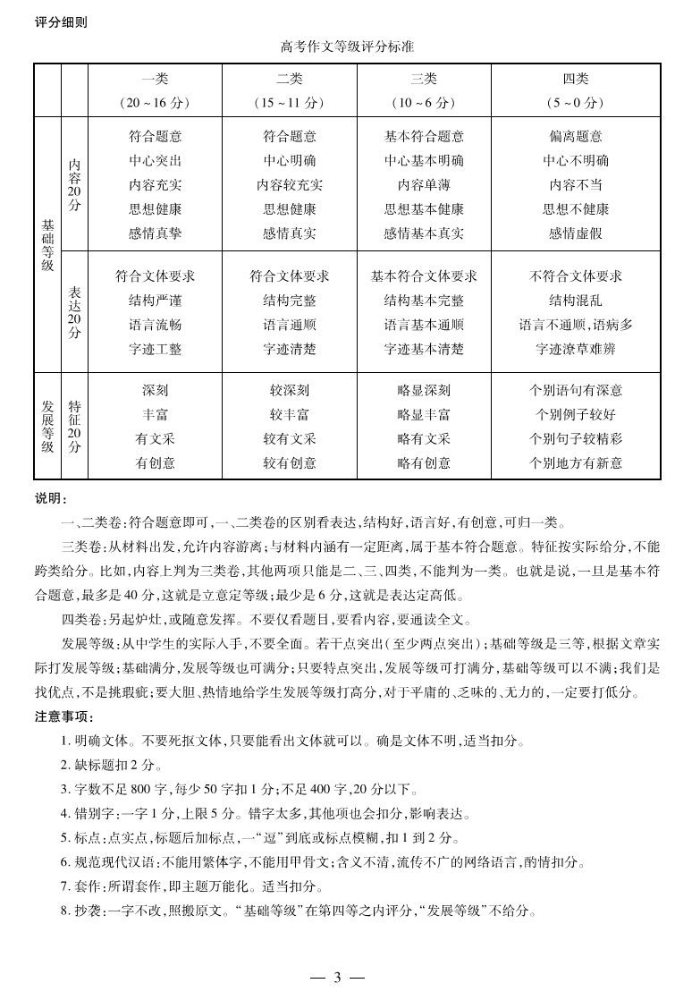 评分细则
高考作文等级评分标准
一类 二类 三类 四类
(20~16分) (15~11分) (10~6分) (5~0分)
基础等级
内容20分
符合题意 符合题意 基本符合题意 偏离题意
中心突出 中心明确 中心基本明确 中心不明确
内容充实 内容较充实 内容单薄 内容不当
思想健康 思想健康 思想基本健康 思想不健康
感情真挚 感情真实 感情基本真实 感情虚假
表达20分
符合文体要求 符合文体要求 基本符合文体要求 不符合文体要求
结构严谨 结构完整 结构基本完整 结构混乱
语言流畅 语言通顺 语言基本通顺 语言不通顺,语病多
字迹工整 字迹清楚 字迹基本清楚 字迹潦草难辨
发展等级
特征20分
深刻 较深刻 略显深刻 个别语句有深意
丰富 较丰富 略显丰富 个别例子较好
有文采 较有文采 略有文采 个别句子较精彩
有创意 较有创意 略有创意 个别地方有新意
说明:
一、二类卷:符合题意即可,一、二类卷的区别看表达,结构好,语言好,有创意,可归一类。
三类卷:从材料出发,允许内容游离;与材料内涵有一定距离,属于基本符合题意。特征按实际给分,不能
跨类给分。比如,内容上判为三类卷,其他两项只能是二、三、四类,不能判为一类。也就是说,一旦是基本符
合题意,最多是40分,这就是立意定等级;最少是6分,这就是表达定高低。
四类卷:另起炉灶,或随意发挥。不要仅看题目,要看内容,要通读全文。
发展等级:从中学生的实际人手,不要全面。若干点突出(至少两点突出);基础等级是三等,根据文章实
际打发展等级;基础满分,发展等级也可满分;只要特点突出,发展等级可打满分,基础等级可以不满;我们是
找优点,不是挑瑕疵;要大胆、热情地给学生发展等级打高分,对于平庸的、乏味的、无力的,一定要打低分。
注意事项:
1. 明确文体。不要死抠文体,只要能看出文体就可以。确是文体不明,适当扣分。
2. 缺标题扣2分。
3. 字数不足800字,每少50字扣1分;不足400字,20分以下。
4. 错别字:一字1分,上限5分。错字太多,其他项也会扣分,影响表达。
5. 标点:点实点,标题后加标点,一“逗”到底或标点模糊,扣1到2分。
6. 规范现代汉语:不能用繁体字,不能用甲骨文;含义不清,流传不广的网络语言,酌情扣分。
7. 套作:所谓套作,即主题万能化。适当扣分。
8. 抄袭:一字不改,照搬原文。“基础等级”在第四等之内评分,“发展等级”不给分。
— 3 —